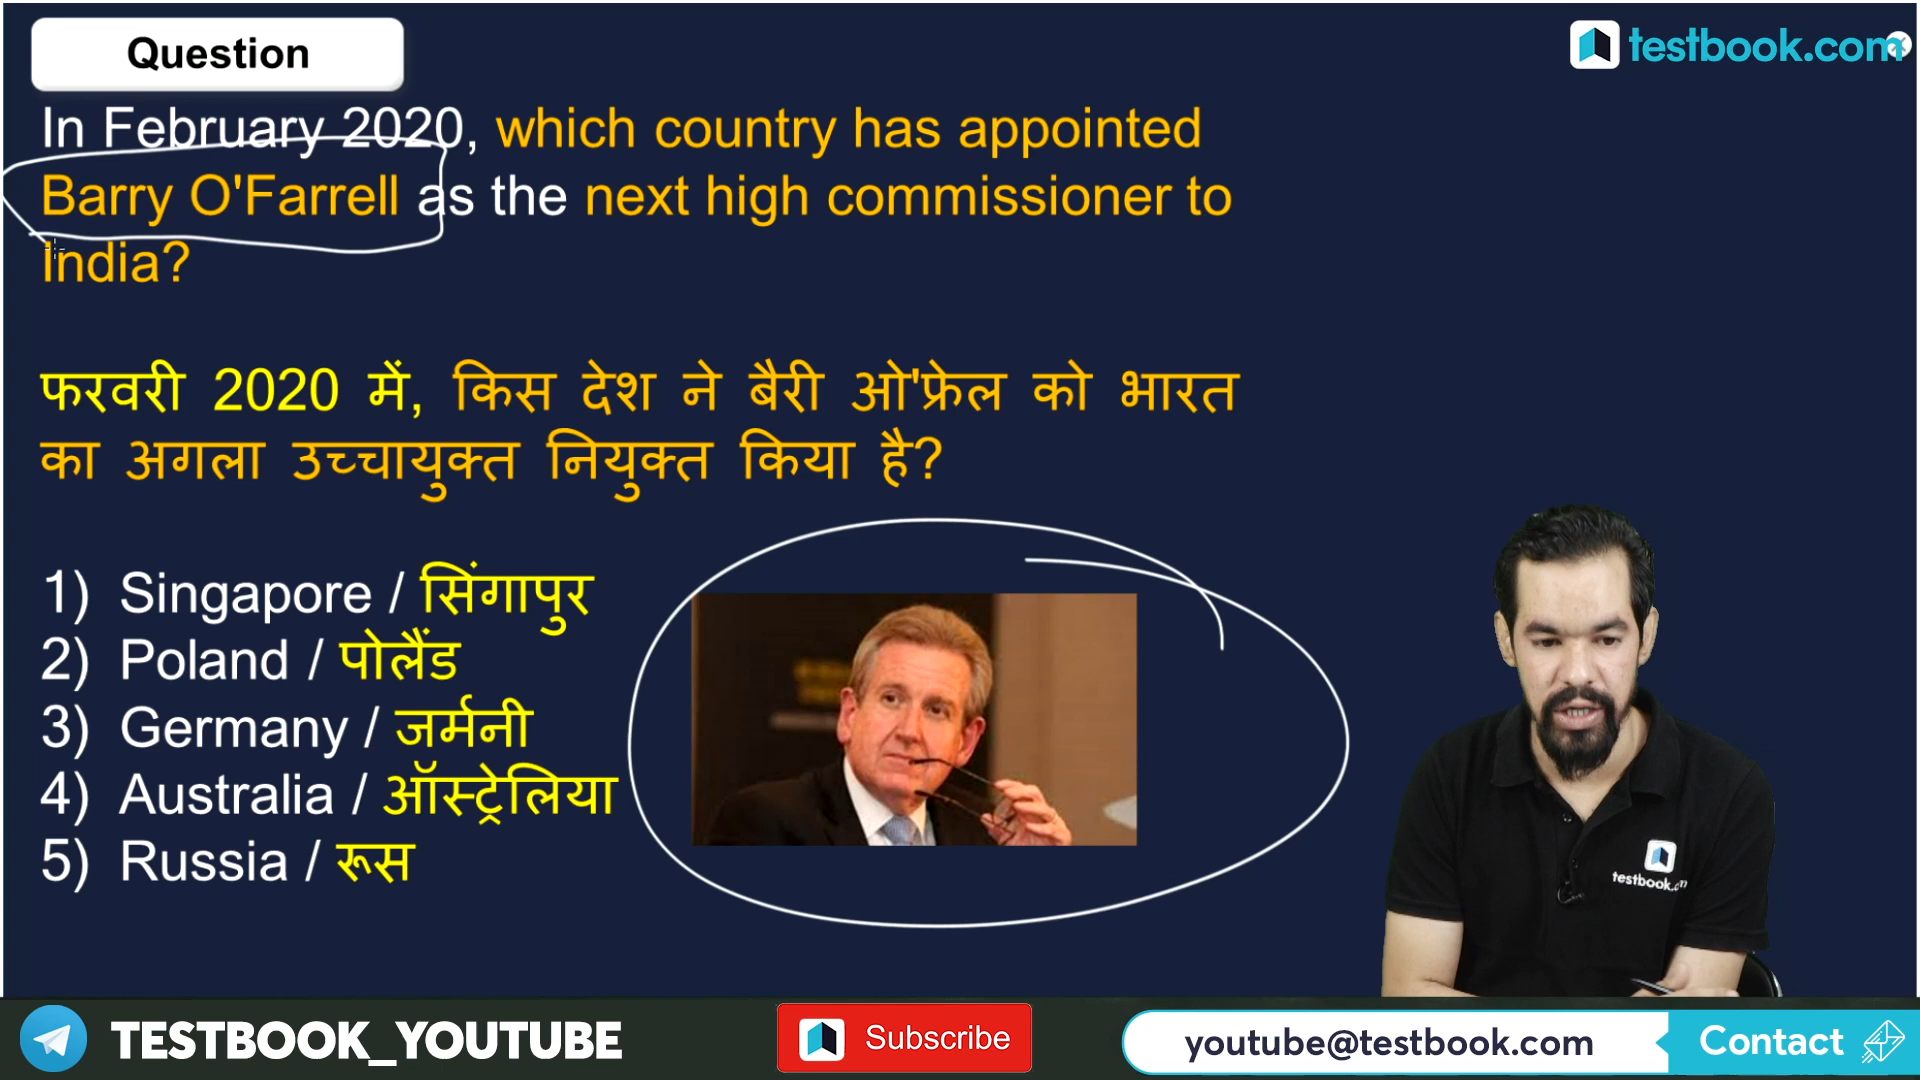 Question
testbook.com
In February 2020, which country has appointed
Barry O'Farrell as the next high commissioner to
India?
फरवरी 2020 में, किस देश ने बैरी ओ'फ्रेल को भारत
का अगला उच्चायुक्त नियुक्त किया है?
1) Singapore / सिंगापुर
2) Poland / पोलैंड
3) Germany / जर्मनी
4) Australia / ऑस्ट्रेलिया
5) Russia / रूस
testbook.com
TESTBOOK_YOUTUBE
Subscribe
youtube@testbook.com
Contact